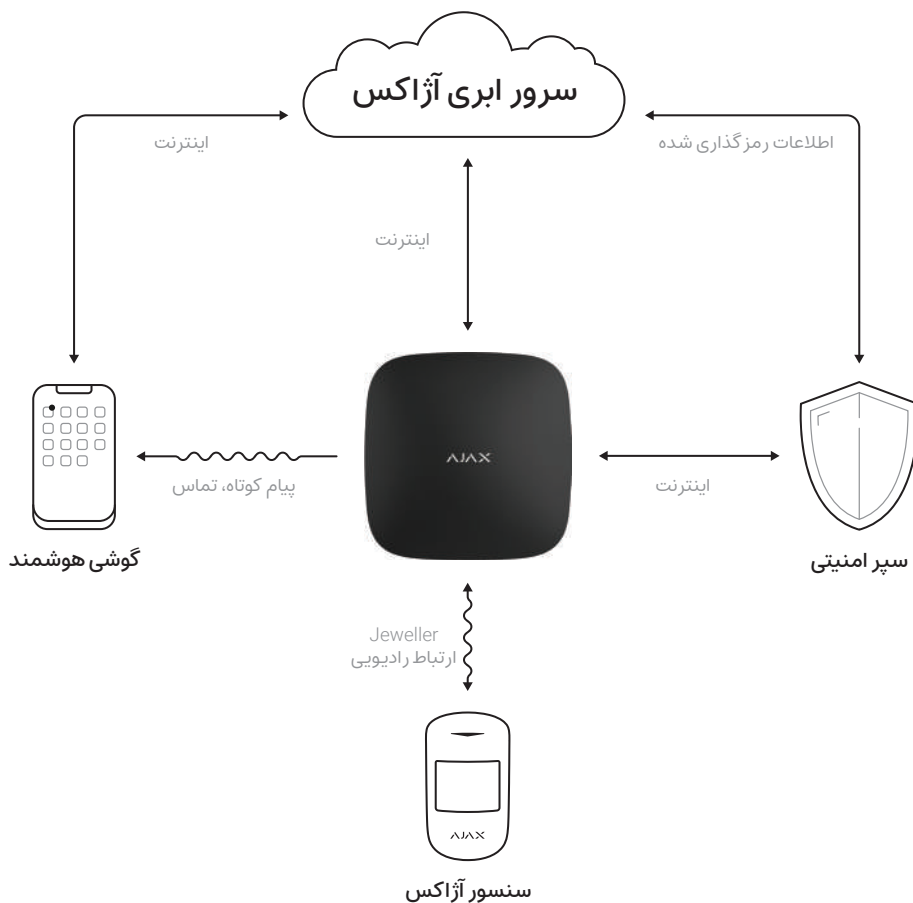 سرور ابری آژاکس
اینترنت
اطلاعات رمزگذاری شده
اینترنت
AJAX
پیام کوتاه، تماس
اینترنت
گوشی هوشمند
سپر امنیتی
Jeweller
ارتباط رادیویی
AJAX
سنسور آژاکس